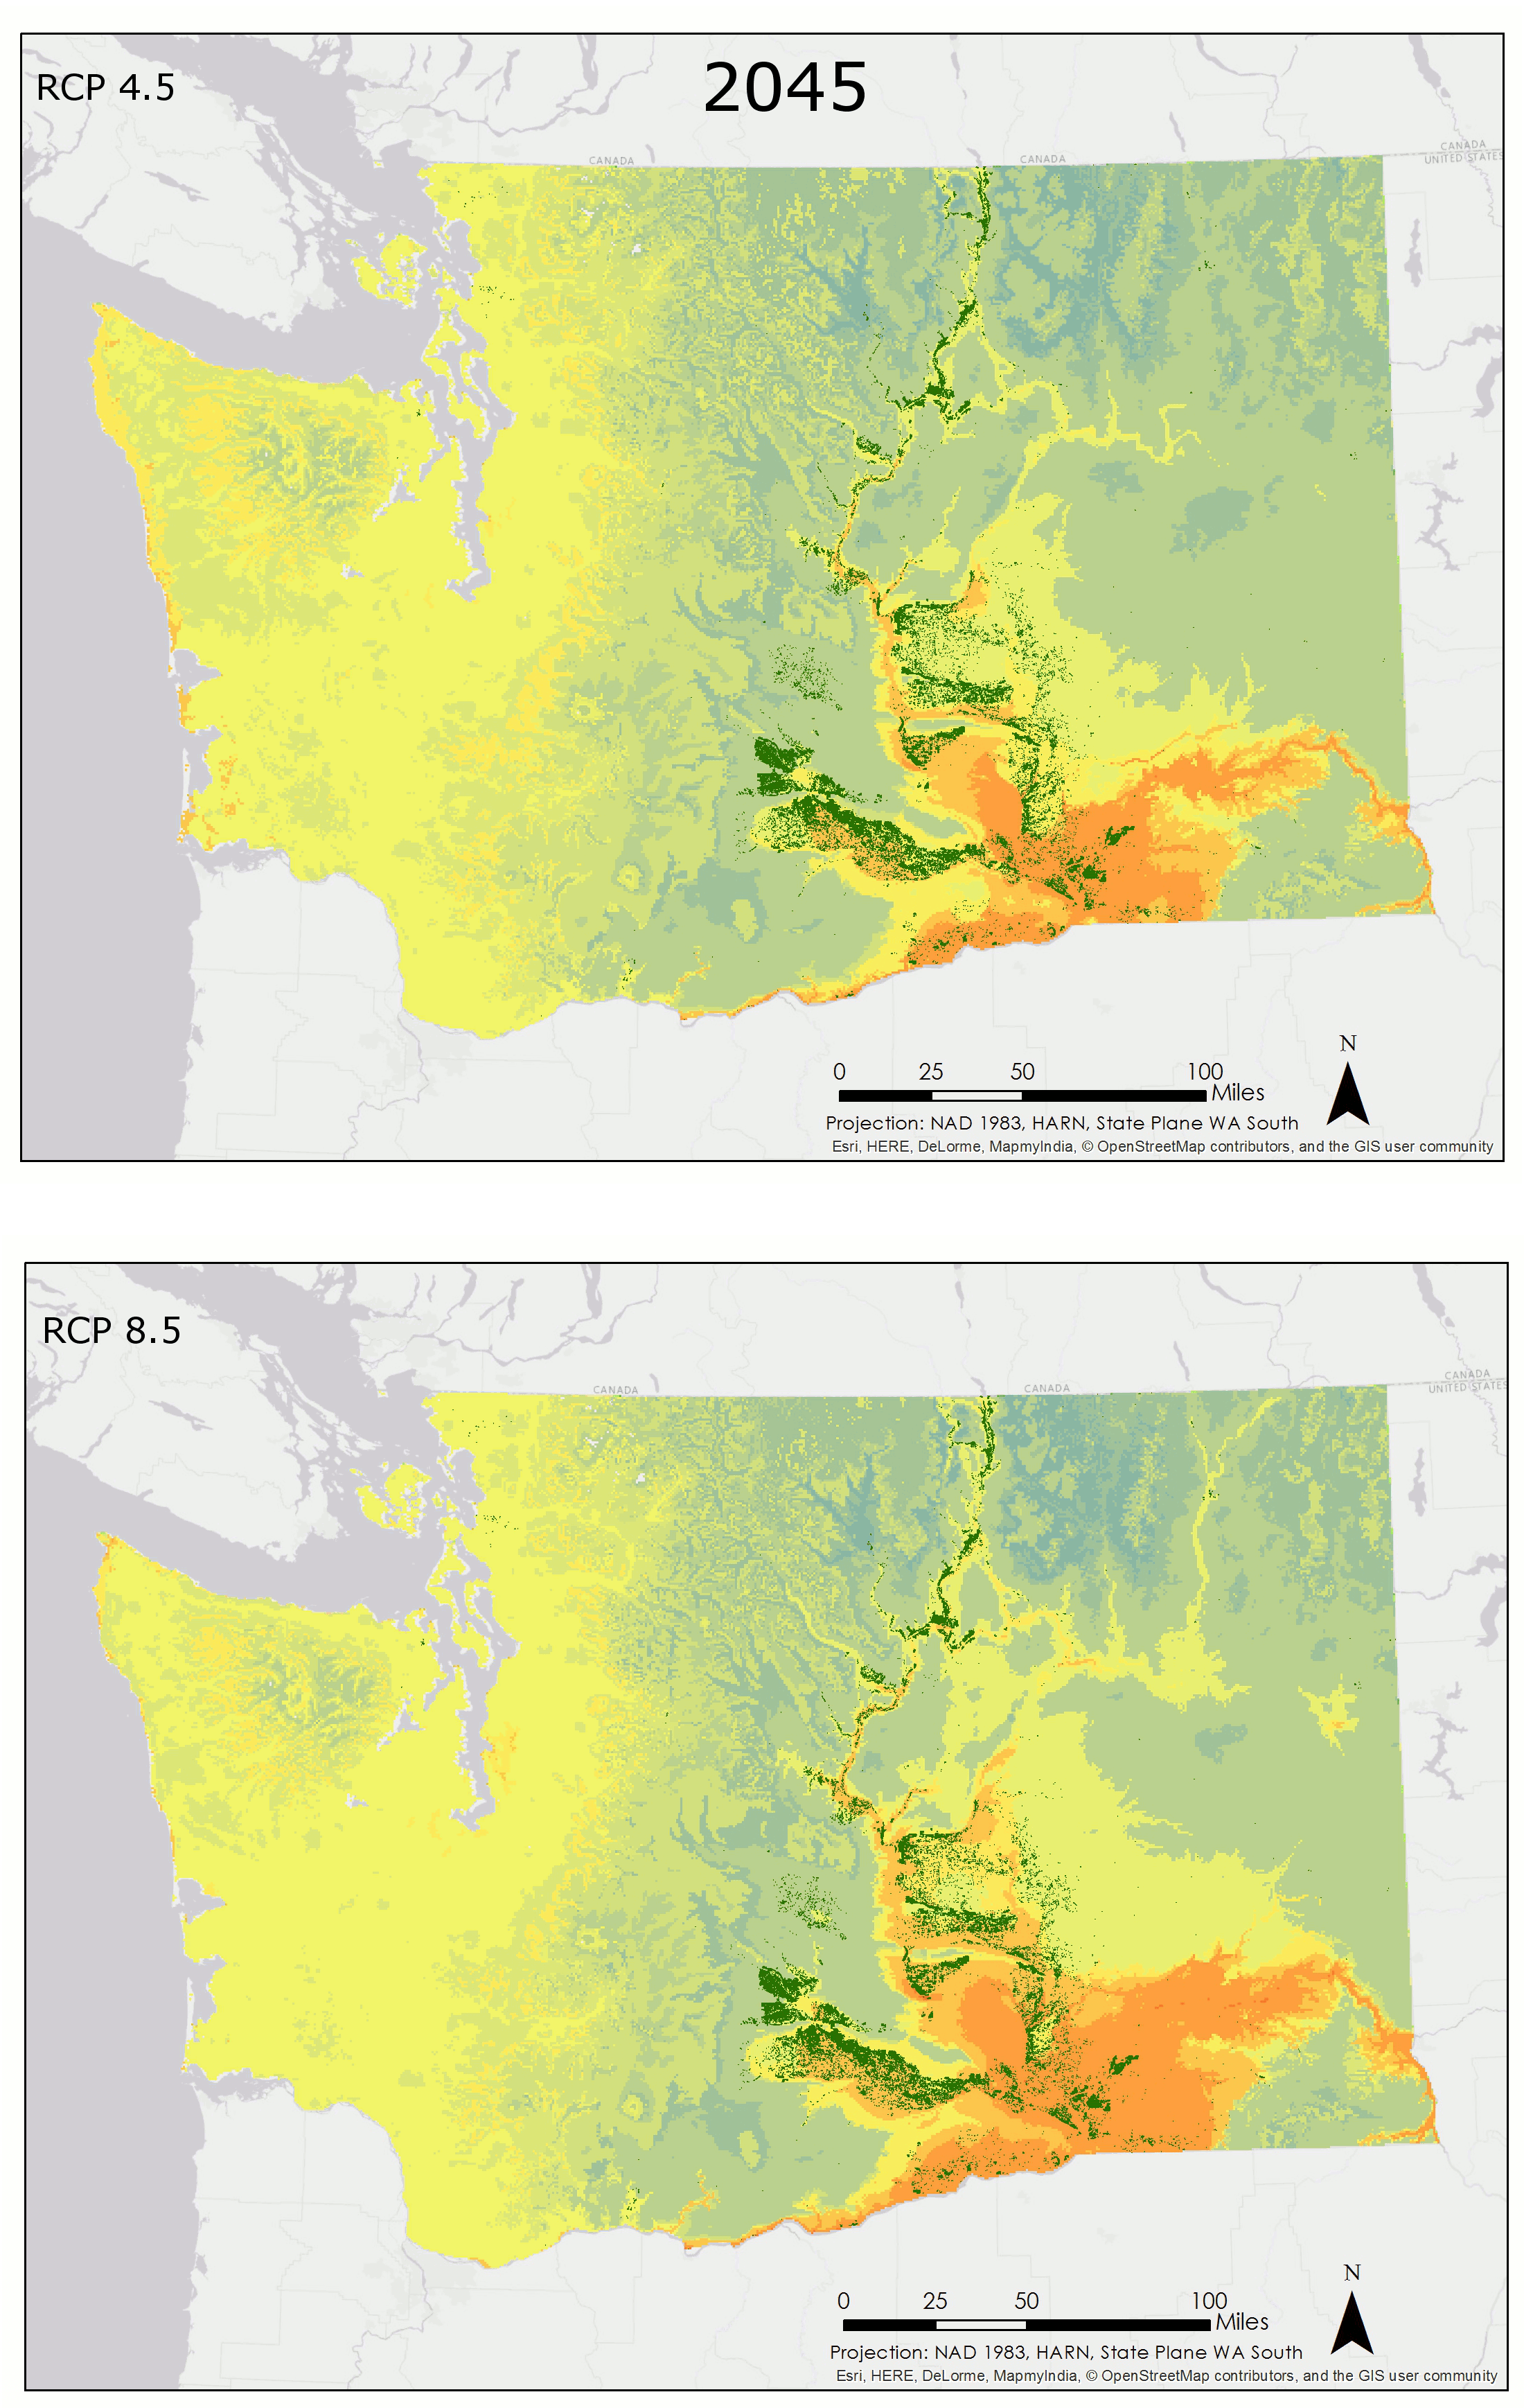 RCP 4.5
2045
CANADA
CANADA
CANADA
UNITED STATES
N
0 25 50 100
Miles
Projection: NAD 1983, HARN, State Plane WA South
Esri, HERE, DeLorme, MapmyIndia, © OpenStreetMap contributors, and the GIS user community
RCP 8.5
CANADA
CANADA
CANADA
UNITED STATES
N
0 25 50 100
Miles
Projection: NAD 1983, HARN, State Plane WA South
Esri, HERE, DeLorme, MapmyIndia, © OpenStreetMap contributors, and the GIS user community